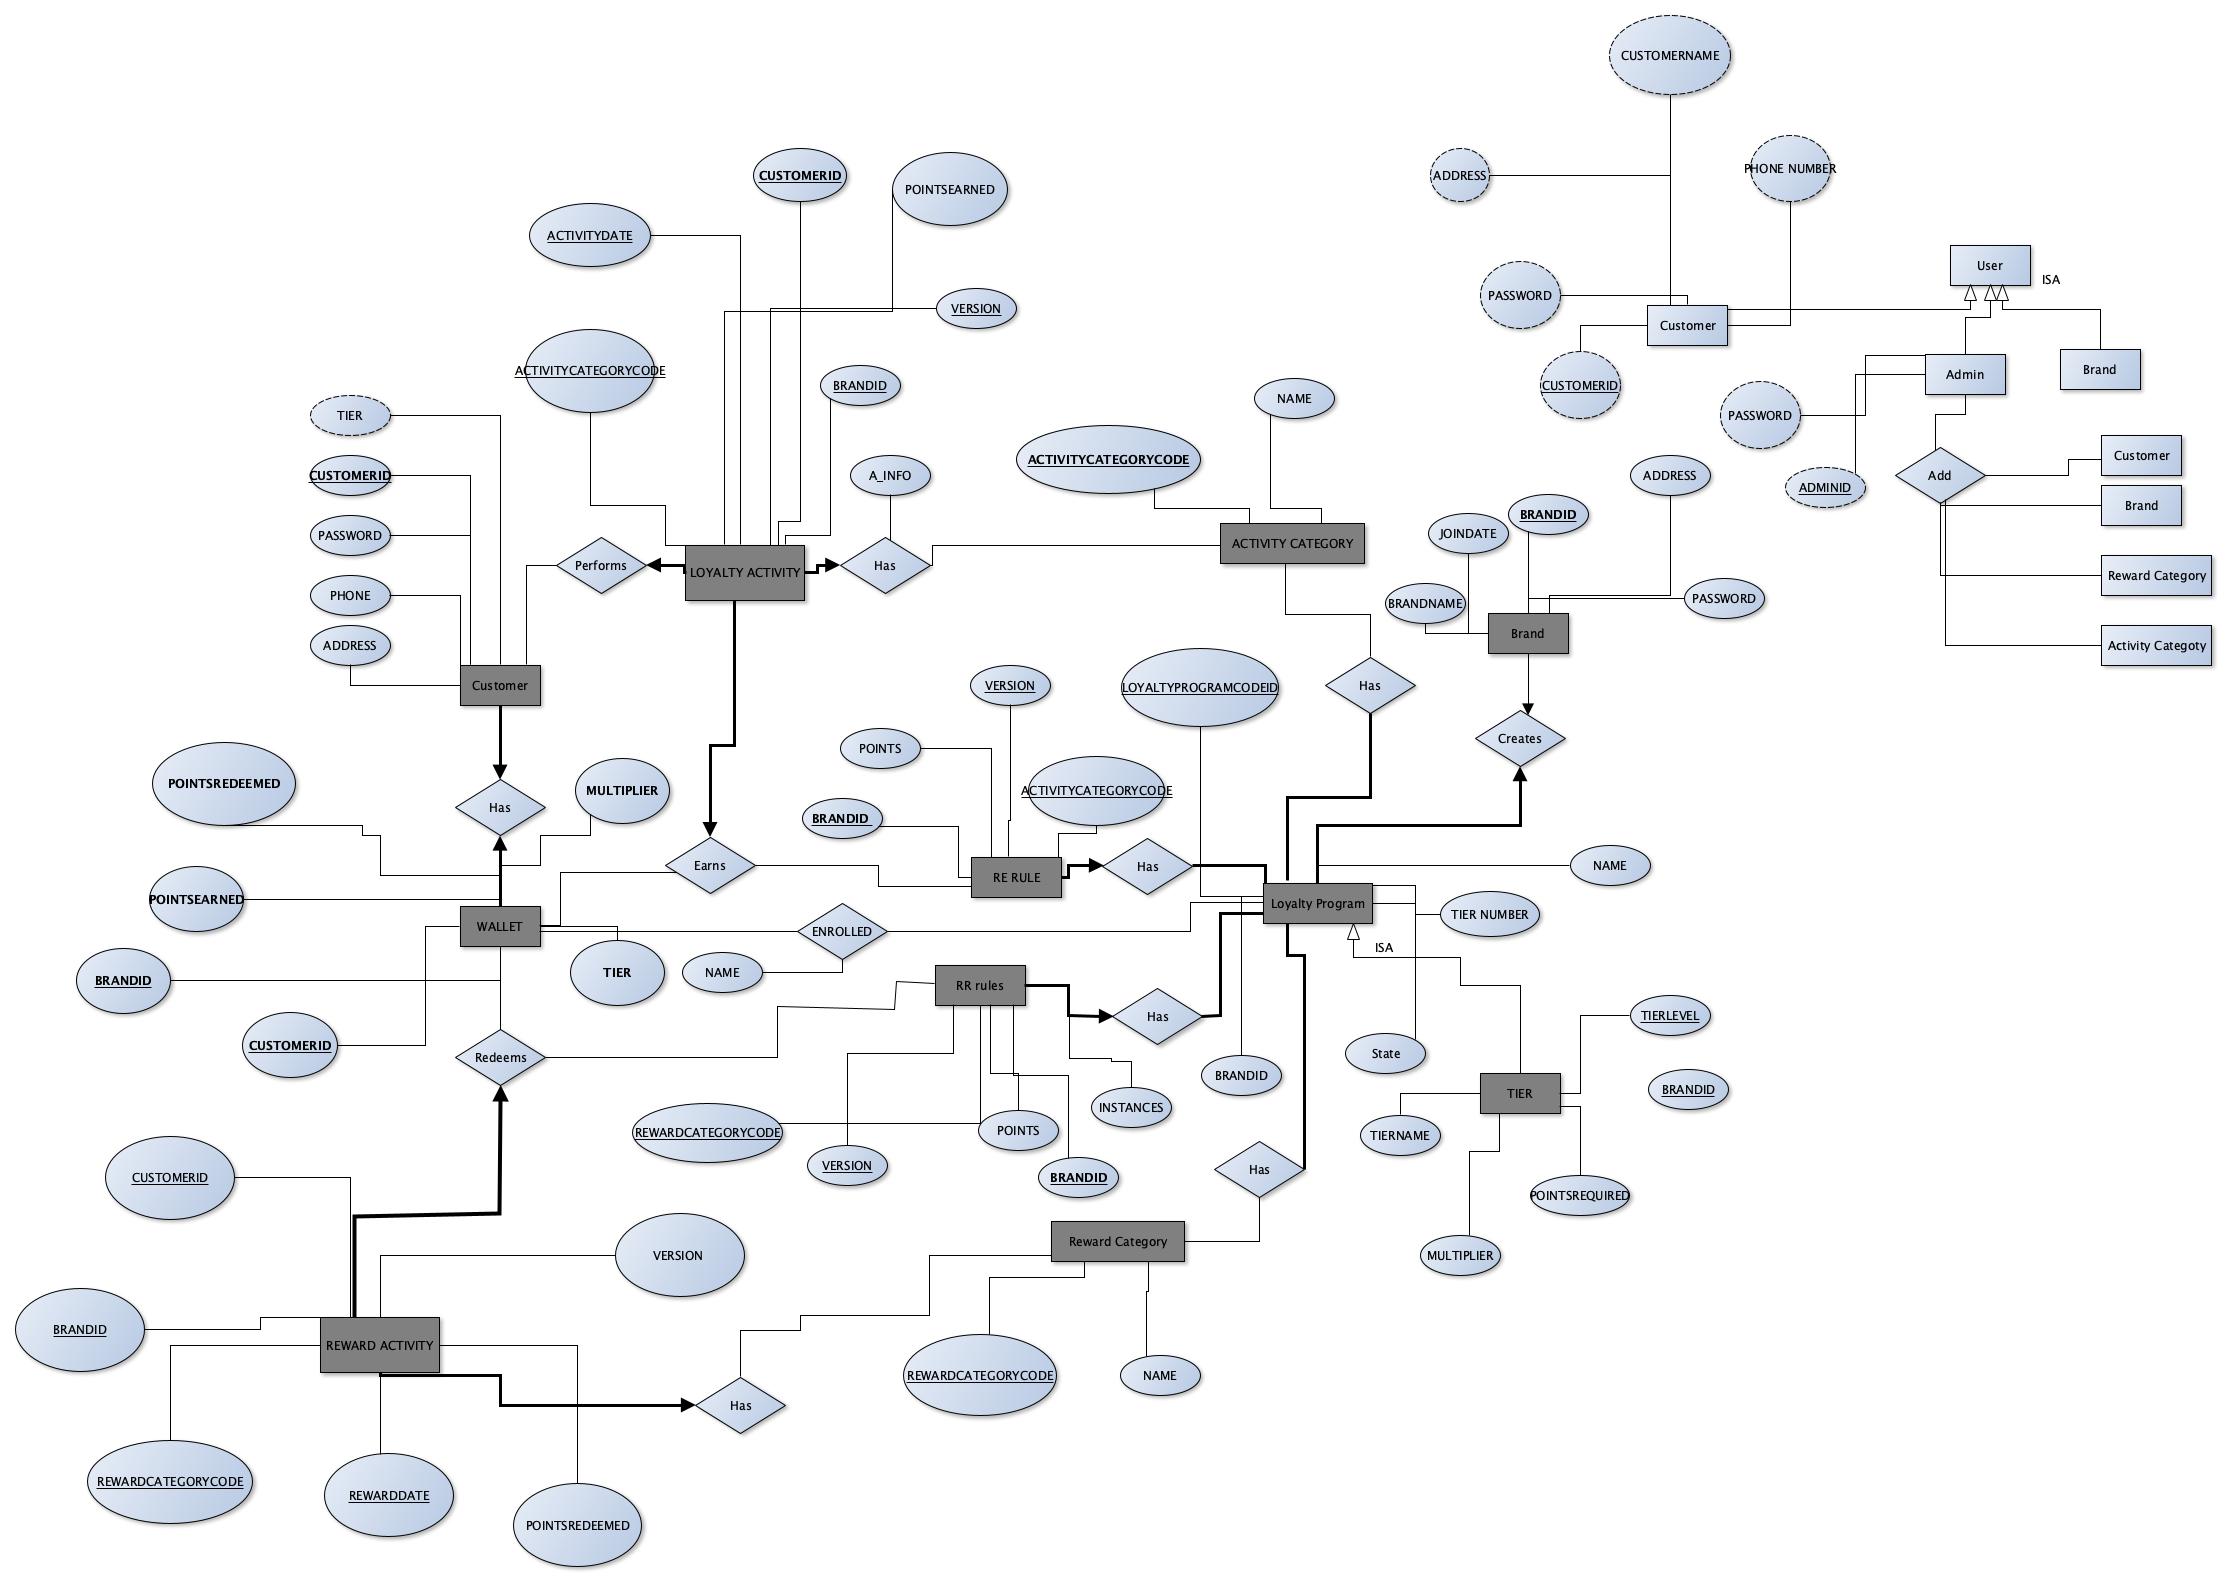 CUSTOMERNAME
ADDRESS
PHONE NUMBER
CUSTOMERID
POINTSEARNED
ACTIVITYDATE
User
ISA
PASSWORD
VERSION
Customer
ACTIVITYCATEGORYCODE
BRANDID
CUSTOMERID
Admin
Brand
NAME
TIER
PASSWORD
CUSTOMERID
A_INFO
ACTIVITYCATEGORYCODE
ADDRESS
ADMINID
Add
Customer
Brand
PASSWORD
JOINDATE
BRANDID
Performs
LOYALTY ACTIVITY
Has
ACTIVITY CATEGORY
Reward Category
PHONE
BRANDNAME
PASSWORD
ADDRESS
Brand
Activity Categoty
Customer
VERSION
LOYALTYPROGRAMCODEID
Has
POINTS
Creates
POINTSREDEEMED
MULTIPLIER
ACTIVITYCATEGORYCODE
Has
BRANDID
Earns
RE RULE
Has
NAME
POINTSEARNED
Loyalty Program
TIER NUMBER
WALLET
ENROLLED
ISA
BRANDID
TIER
NAME
RR rules
CUSTOMERID
Redeems
Has
TIERLEVEL
State
BRANDID
BRANDID
TIER
INSTANCES
REWARDCATEGORYCODE
POINTS
TIERNAME
VERSION
BRANDID
Has
CUSTOMERID
POINTSREQUIRED
VERSION
Reward Category
MULTIPLIER
BRANDID
REWARD ACTIVITY
REWARDCATEGORYCODE
NAME
Has
REWARDCATEGORYCODE
REWARDDATE
POINTSREDEEMED